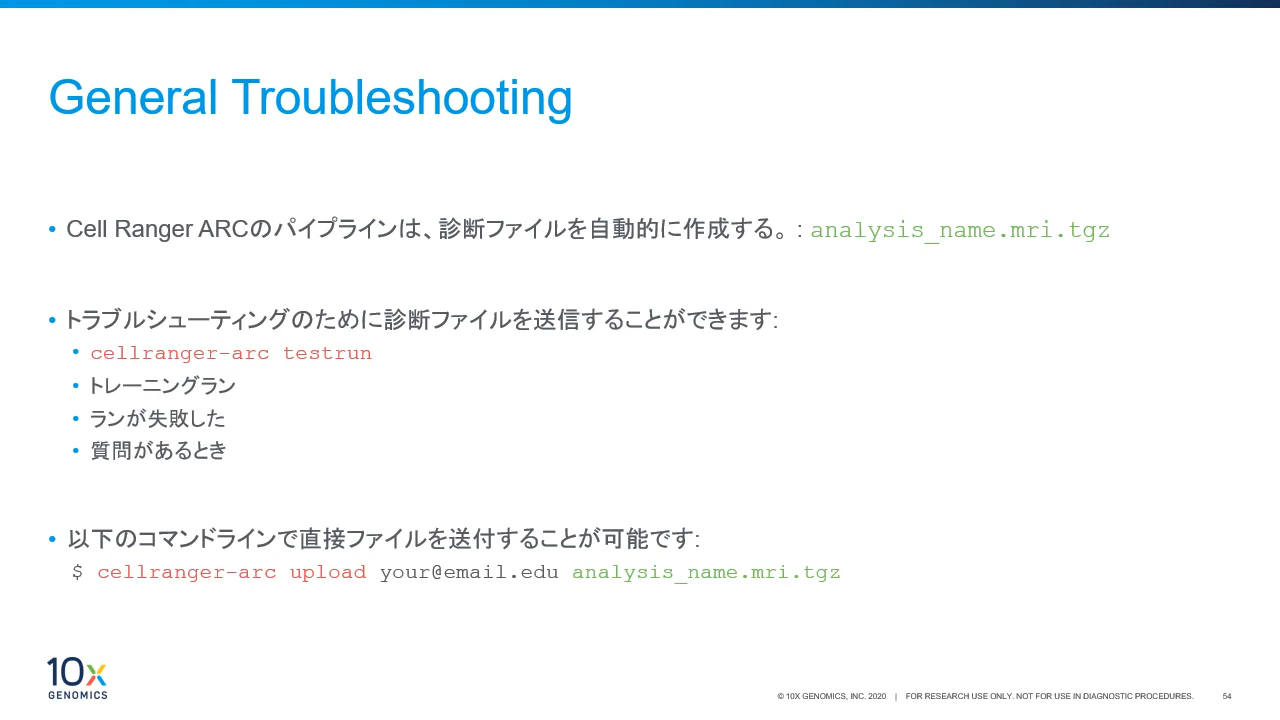 General Troubleshooting
• Cell Ranger ARCのパイプラインは、診断ファイルを自動的に作成する。: analysis_name.mri.tgz
• トラブルシューティングのために診断ファイルを送信することができます:
• cellranger-arc testrun
• トレーニングラン
• ランが失敗した
• 質問があるとき
• 以下のコマンドラインで直接ファイルを送付することが可能です:
$ cellranger-arc upload your@email.edu analysis_name.mri.tgz
10x
GENOMICS
© 10X GENOMICS, INC. 2020 | FOR RESEARCH USE ONLY. NOT FOR USE IN DIAGNOSTIC PROCEDURES. 54